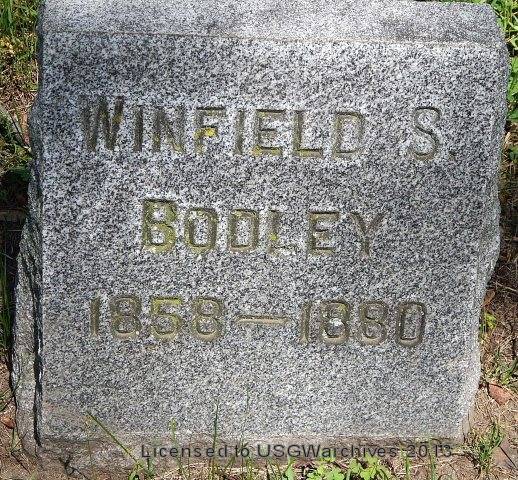 WINFIELD S.
BODLEY
1858–1880
Licensed to USGWarchives 2013